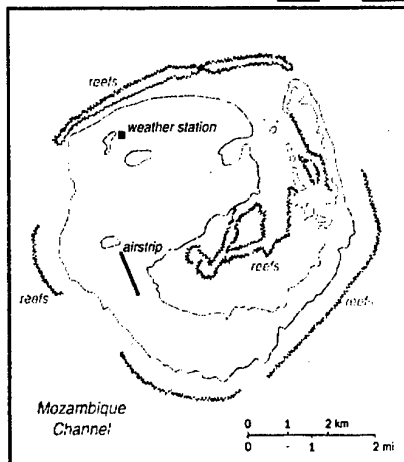 reefs
weather station
airstrip
reefs
reefs
reefs
Mozambique
Channel
0 1 2 km
0 1 2 mi